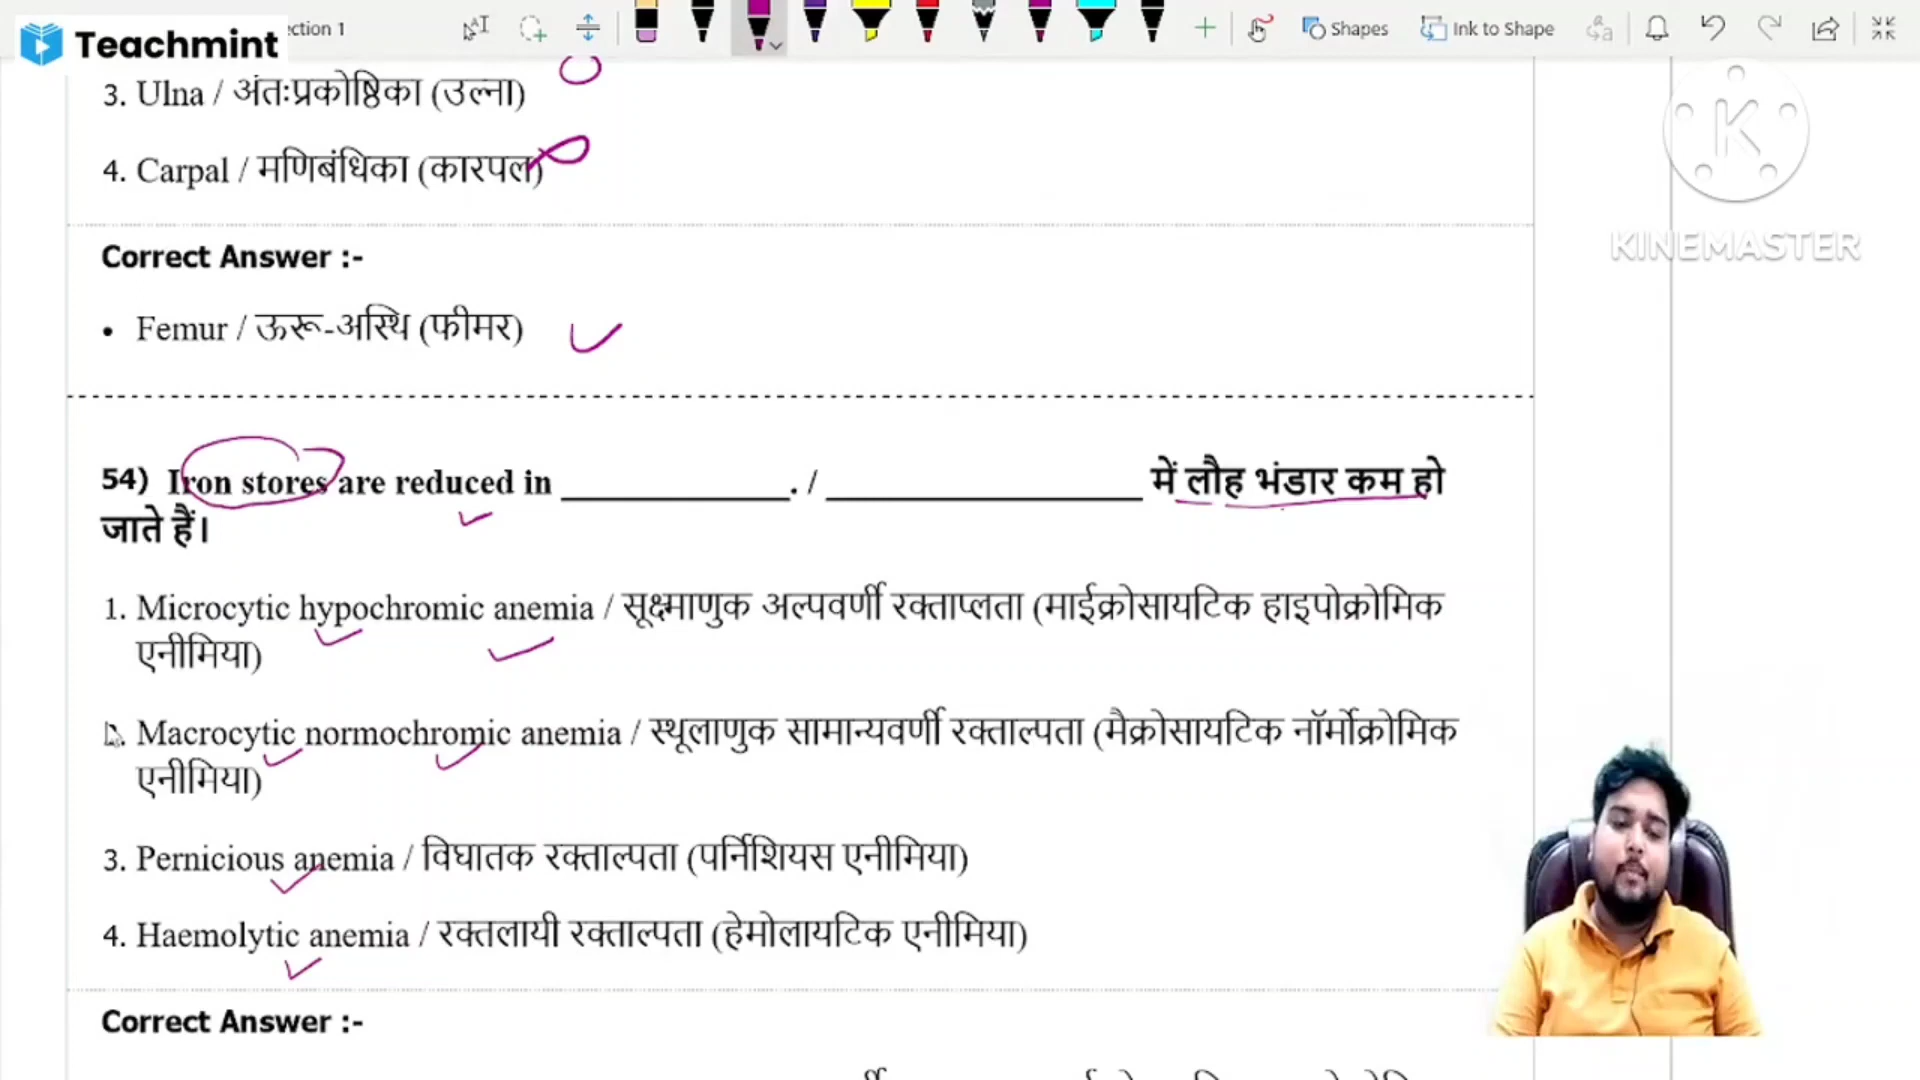 Teachmint
ection 1
Shapes
Ink to Shape
3. Ulna / अंतःप्रकोष्ठिका (उल्ना)
4. Carpal / मणिबंधिका (कारपल)
K
KINEMASTER
Correct Answer :-
• Femur / ऊरू-अस्थि (फीमर)
54) Iron stores are reduced in ______________. / ____________________ में लौह भंडार कम हो
जाते हैं।
1. Microcytic hypochromic anemia / सूक्ष्माणुक अल्पवर्णी रक्ताप्लता (माईक्रोसायटिक हाइपोक्रोमिक
एनीमिया)
Macrocytic normochromic anemia / स्थूलाणुक सामान्यवर्णी रक्ताल्पता (मैक्रोसायटिक नॉर्मोक्रोमिक
एनीमिया)
3. Pernicious anemia / विघातक रक्ताल्पता (पर्निशियस एनीमिया)
4. Haemolytic anemia / रक्तलायी रक्ताल्पता (हेमोलायटिक एनीमिया)
Correct Answer :-